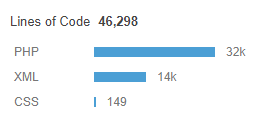 Lines of Code 46,298
PHP 32k
XML 14k
CSS 149